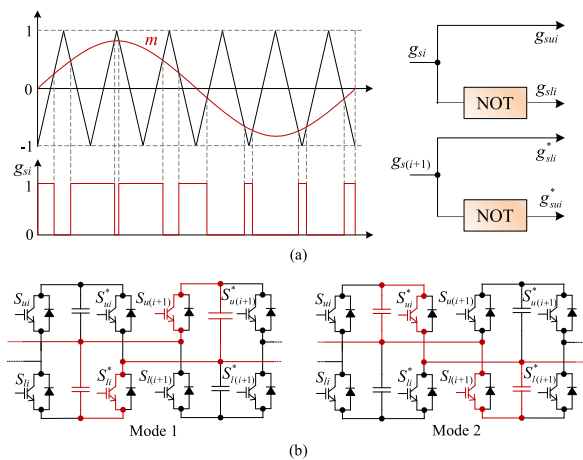 1
m
0
-1
g_si
1
0
g_si
g_sui
NOT
g_sli
g_s(i+1)
g*_sli
NOT
g*_sui
(a)
S_ui
S*_ui
S_u(i+1)
S*_u(i+1)
S_li
S*_li
S_l(i+1)
S*_l(i+1)
Mode 1
S_ui
S*_ui
S_u(i+1)
S*_u(i+1)
S_li
S*_li
S_l(i+1)
S*_l(i+1)
Mode 2
(b)